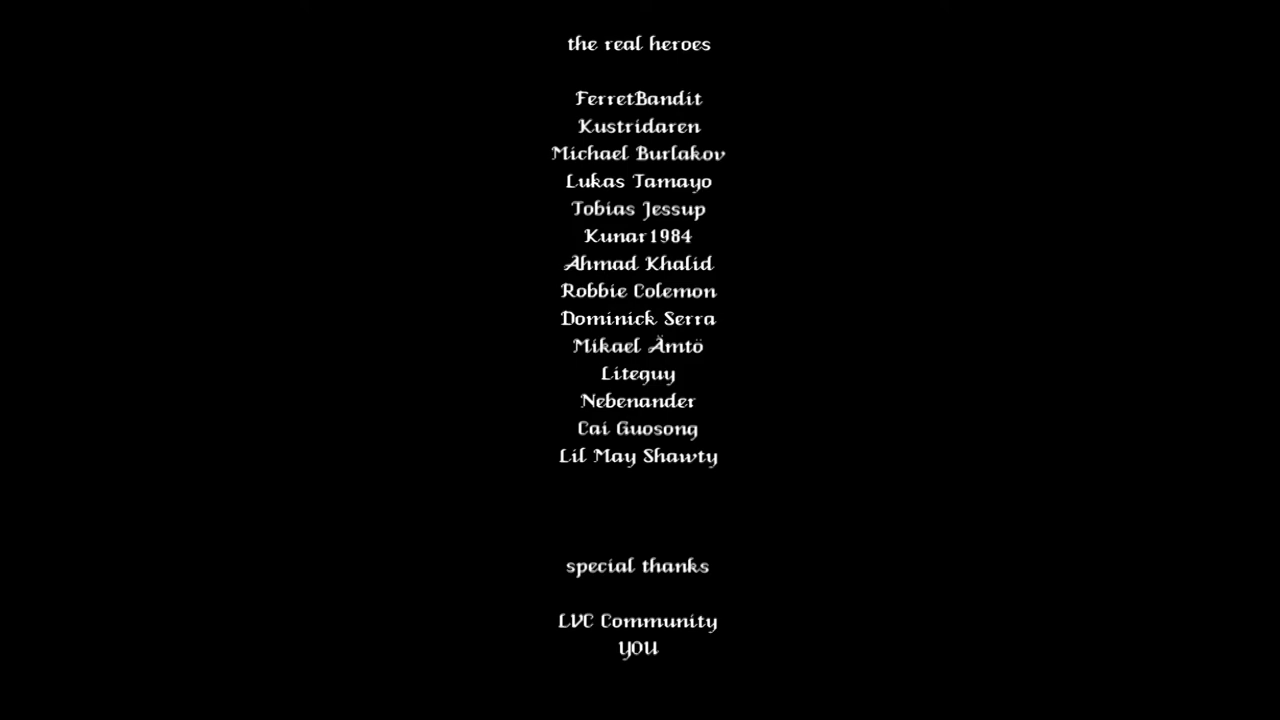 the real heroes
FerretBandit
Kustridaren
Michael Burlakov
Lukas Tamayo
Tobias Jessup
Kunar1984
Ahmad Khalid
Robbie Colemon
Dominick Serra
Mikael Ämtö
Liteguy
Nebenander
Cai Guosong
Lil May Shawty
special thanks
LVC Community
YOU